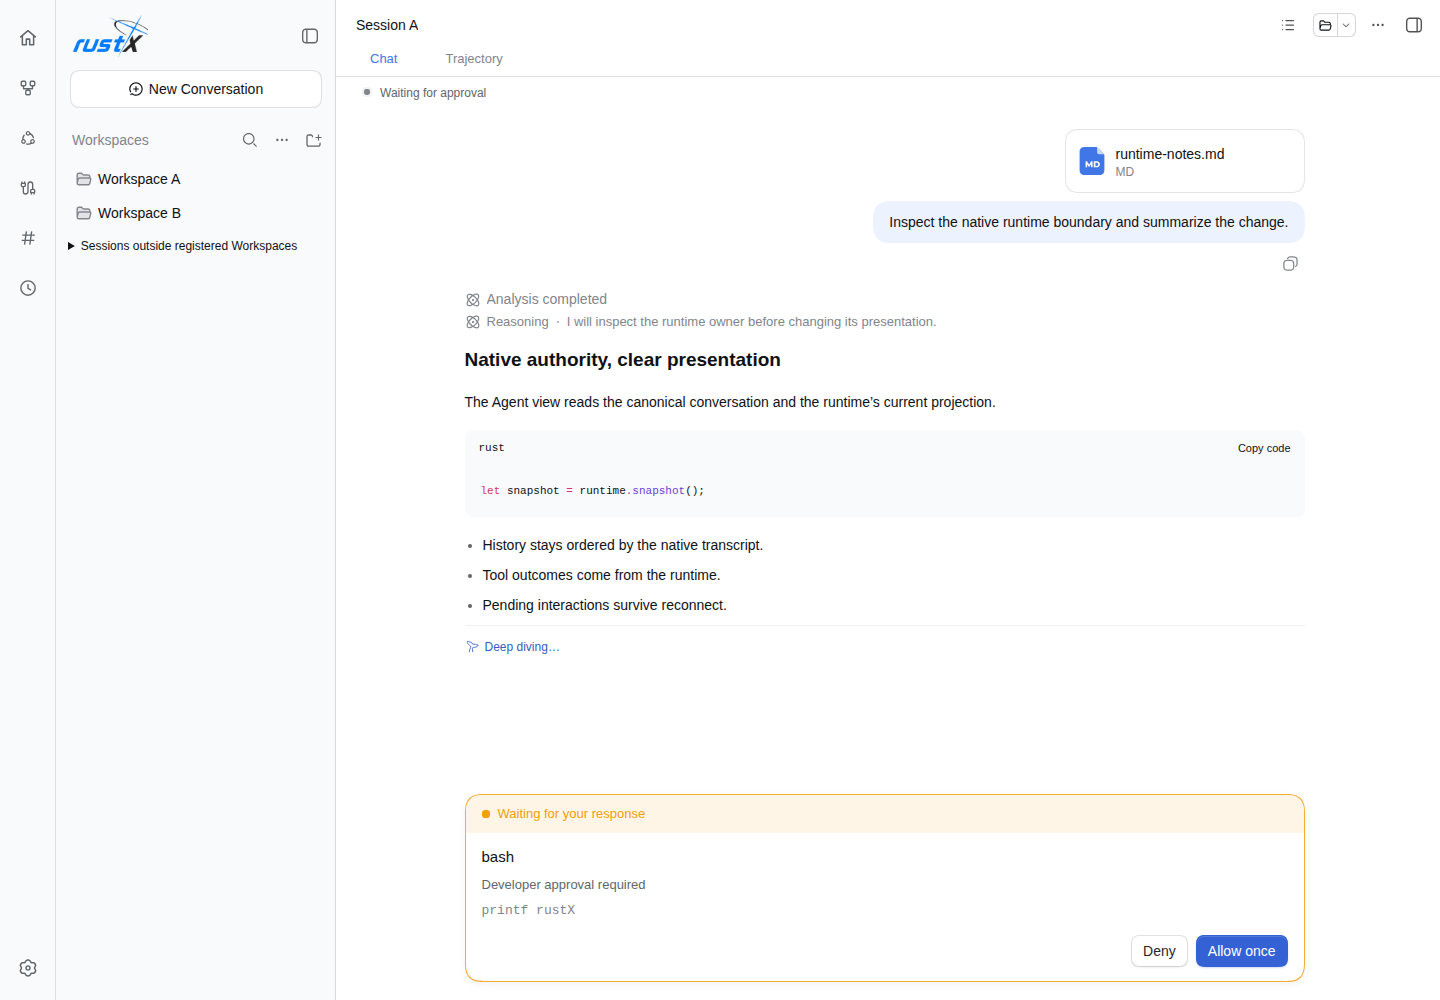 rustX
New Conversation
Workspaces
Workspace A
Workspace B
Sessions outside registered Workspaces
Session A
Chat
Trajectory
Waiting for approval
runtime-notes.md
MD
MD
Inspect the native runtime boundary and summarize the change.
Analysis completed
Reasoning · I will inspect the runtime owner before changing its presentation.
Native authority, clear presentation
The Agent view reads the canonical conversation and the runtime’s current projection.
rust
Copy code
let snapshot = runtime.snapshot();
• History stays ordered by the native transcript.
• Tool outcomes come from the runtime.
• Pending interactions survive reconnect.
Deep diving…
Waiting for your response
bash
Developer approval required
printf rustX
Deny
Allow once